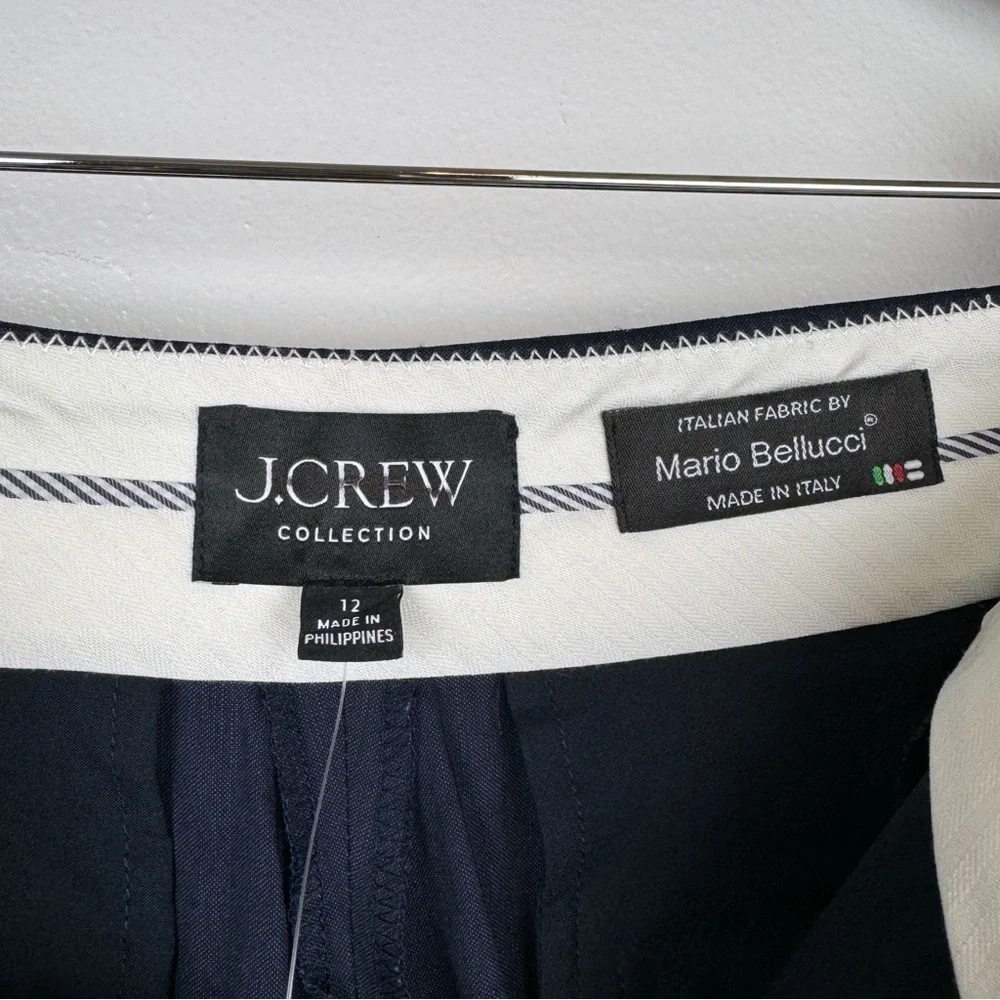 J.CREW
COLLECTION
12
MADE IN
PHILIPPINES
ITALIAN FABRIC BY
Mario Bellucci®
MADE IN ITALY